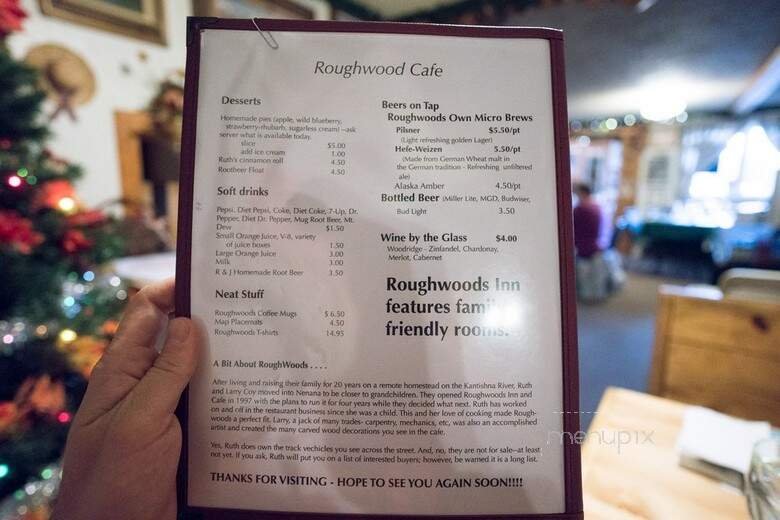 Roughwood Cafe
Desserts
Homemade pies (apple, wild blueberry,
strawberry-rhubarb, sugarless cream) --ask
server what is available today.
slice $5.00
add ice cream 1.00
Ruth's cinnamon roll 4.50
Rootbeer Float 4.50
Soft drinks
Pepsi, Diet Pepsi, Coke, Diet Coke, 7-Up, Dr.
Pepper, Diet Dr. Pepper, Mug Root Beer, Mt.
Dew $1.50
Small Orange Juice, V-8, variety
of juice boxes 1.50
Large Orange Juice 3.00
Milk 3.00
R & J Homemade Root Beer 3.50
Neat Stuff
Roughwoods Coffee Mugs $ 6.50
Map Placemats 4.50
Roughwoods T-shirts 14.95
Beers on Tap
Roughwoods Own Micro Brews
Pilsner $5.50/pt
(Light refreshing golden Lager)
Hefe-Weizen 5.50/pt
(Made from German Wheat malt in
the German tradition - Refreshing unfiltered
ale)
Alaska Amber 4.50/pt
Bottled Beer (Miller Lite, MGD, Budwiser,
Bud Light 3.50
Wine by the Glass $4.00
Woodridge - Zinfandel, Chardonay,
Merlot, Cabernet
Roughwoods Inn
features family
friendly rooms.
A Bit About RoughWoods . . . .
After living and raising their family for 20 years on a remote homestead on the Kantishna River, Ruth
and Larry Coy moved into Nenana to be closer to grandchildren. They opened Roughwoods Inn and
Cafe in 1997 with the plans to run it for four years while they decided what next. Ruth has worked
on and off in the restaurant business since she was a child. This and her love of cooking made Rough-
woods a perfect fit. Larry, a jack of many trades- carpentry, mechanics, etc, was also an accomplished
artist and created the many carved wood decorations you see in the cafe.
Yes, Ruth does own the track vechicles you see across the street. And, no, they are not for sale--at least
not yet. If you ask, Ruth will put you on a list of interested buyers; however, be warned it is a long list.
THANKS FOR VISITING - HOPE TO SEE YOU AGAIN SOON!!!!
menupix